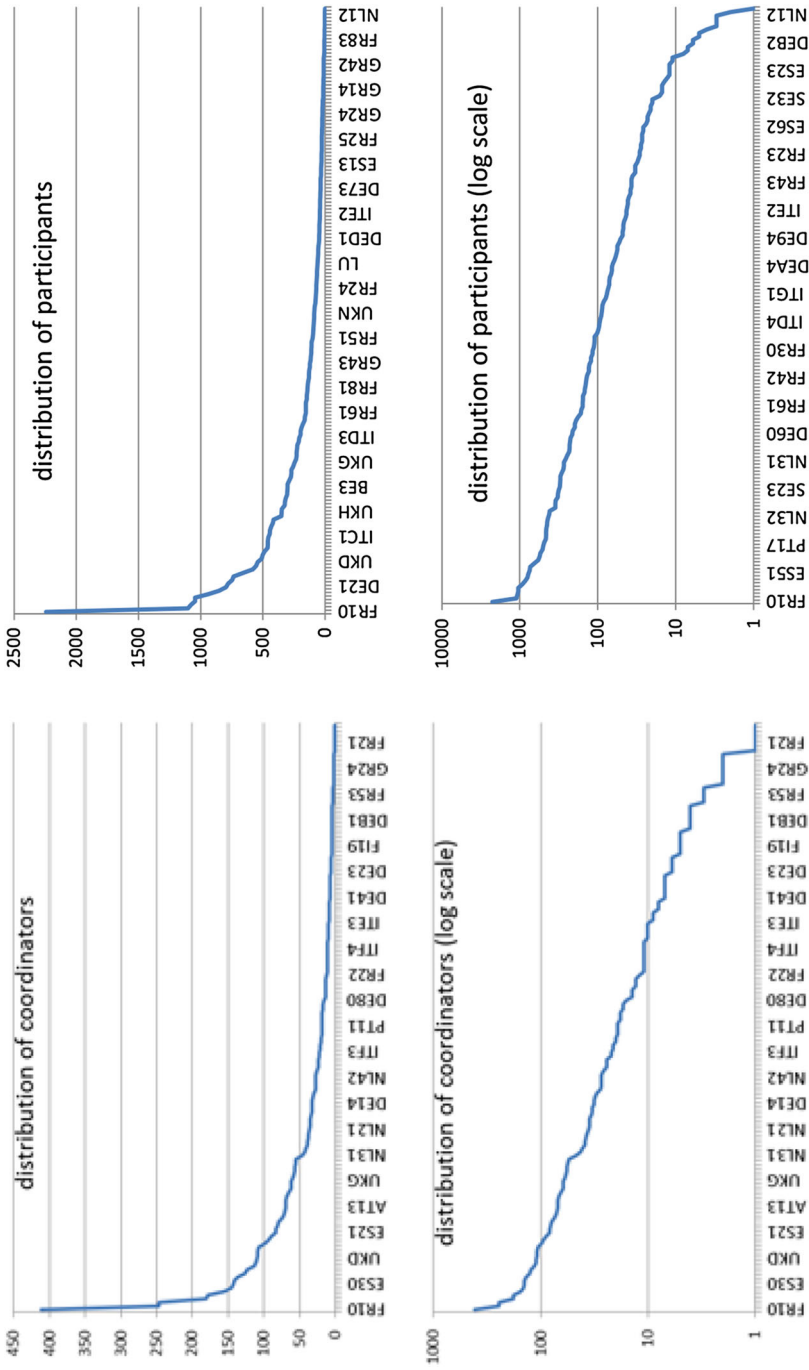 distribution of coordinators
450
400
350
300
250
200
150
100
50
0
FR10
ES30
UKD
ES21
AT13
UKG
NL31
NL21
DE14
NL42
ITF3
PT11
DE80
FR22
ITF4
ITE3
DE41
DE23
FI19
DEB1
FR53
GR24
FR21
distribution of participants
2500
2000
1500
1000
500
0
FR10
DE21
UKD
ITC1
UKH
BE3
UKG
ITD3
FR61
FR81
GR43
FR51
UKN
FR24
LU
DED1
ITE2
DE73
ES13
FR25
GR24
GR14
GR42
FR83
NL12
distribution of coordinators (log scale)
1000
100
10
1
FR10
ES30
UKD
ES21
AT13
UKG
NL31
NL21
DE14
NL42
ITF3
PT11
DE80
FR22
ITF4
ITE3
DE41
DE23
FI19
DEB1
FR53
GR24
FR21
distribution of participants (log scale)
10000
1000
100
10
1
FR10
ES51
PT17
NL32
SE23
NL31
DE60
FR61
FR42
FR30
ITD4
ITG1
DEA4
DE94
ITE2
FR43
FR23
ES62
SE32
ES23
DEB2
NL12